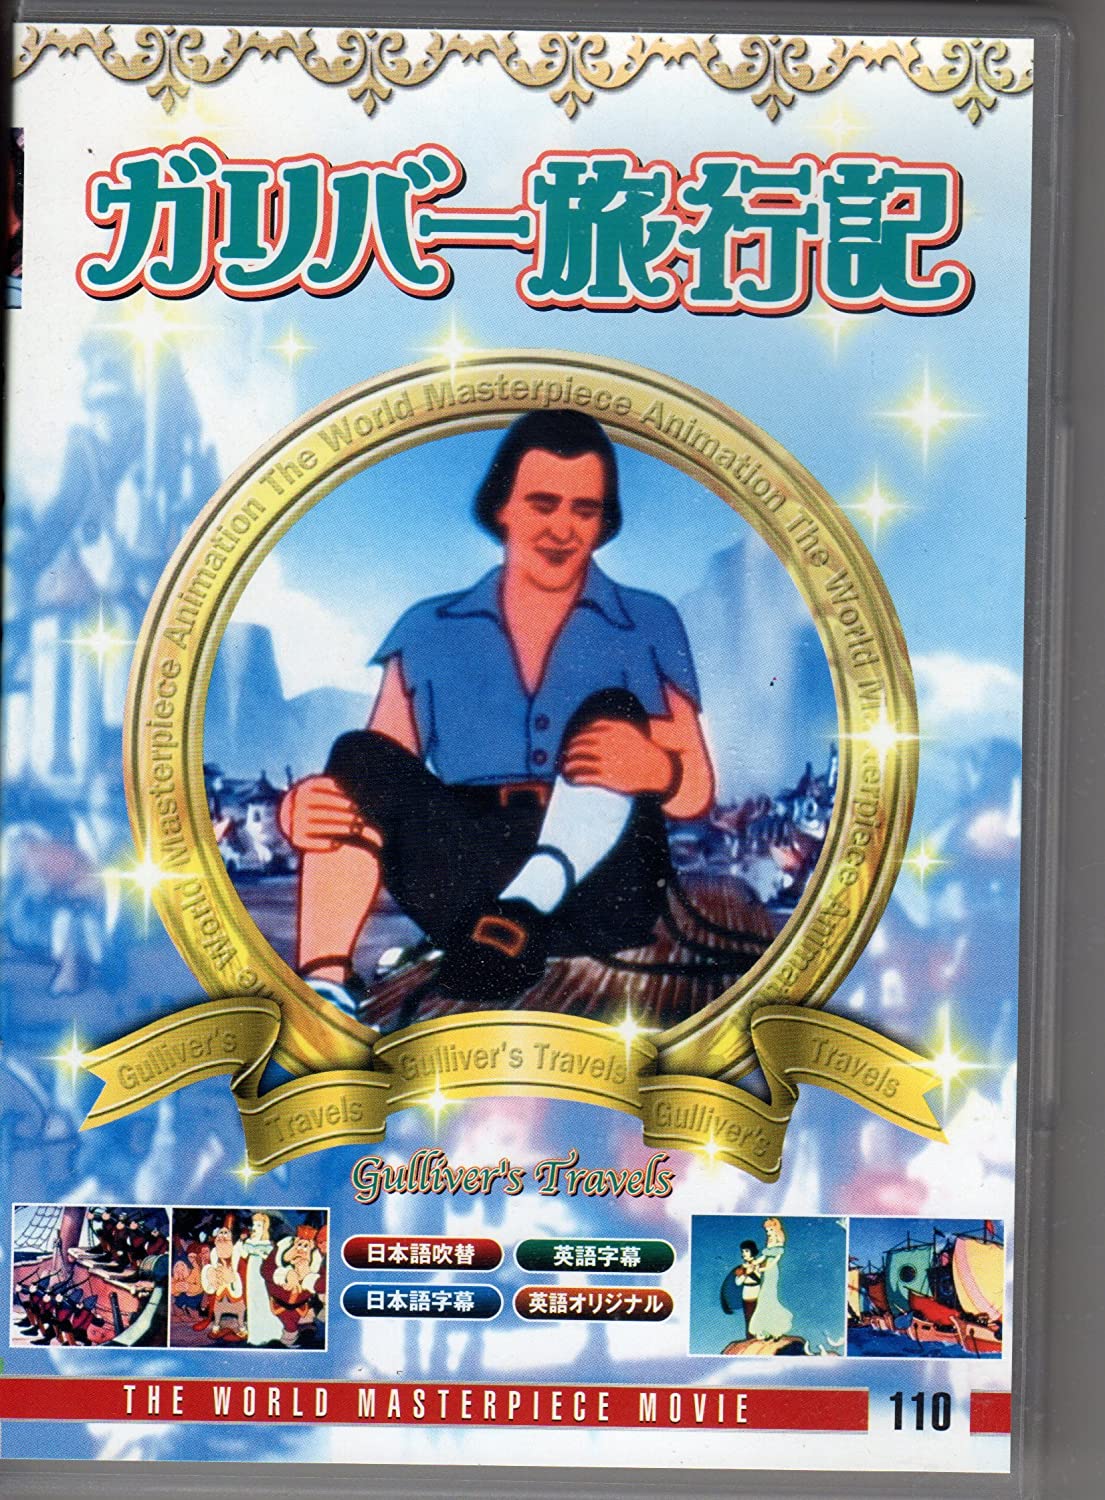 ガリバー旅行記
The World Masterpiece Animation The World Masterpiece Animation The World Masterpiece Animation
Gulliver's Travels Gulliver's Travels Gulliver's Travels
Gulliver's Travels
日本語吹替 英語字幕
日本語字幕 英語オリジナル
THE WORLD MASTERPIECE MOVIE 110